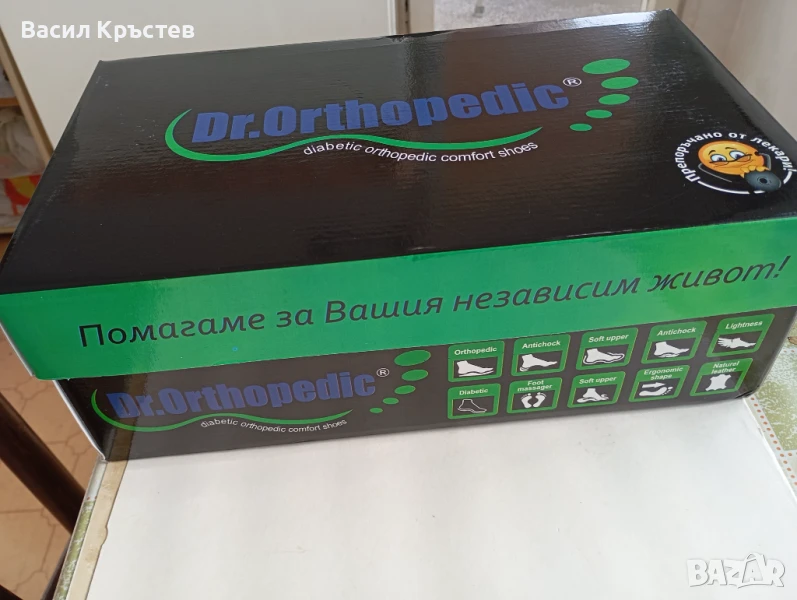 Васил Кръстев
Dr.Orthopedic®
diabetic orthopedic comfort shoes
Препоръчано от лекари!
Помагаме за Вашия независим живот!
Dr.Orthopedic®
diabetic orthopedic comfort shoes
Orthopedic
Antichock
Soft upper
Antichock
Lightness
Diabetic
Foot massager
Soft upper
Ergonomic shape
Natural leather
BAZAR